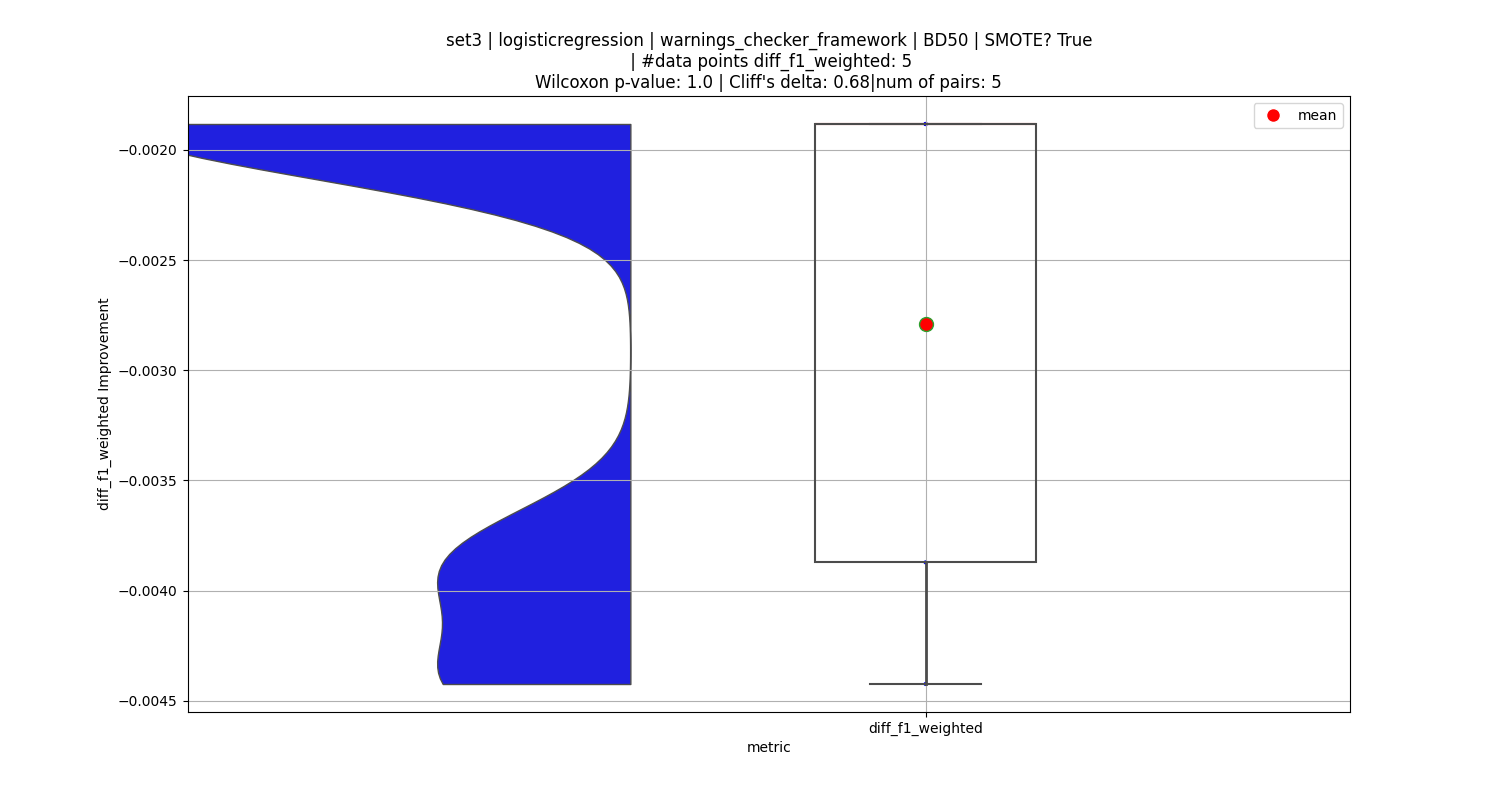 set3 | logisticregression | warnings_checker_framework | BD50 | SMOTE? True
| #data points diff_f1_weighted: 5
Wilcoxon p-value: 1.0 | Cliff's delta: 0.68|num of pairs: 5
mean
−0.0020
−0.0025
−0.0030
−0.0035
−0.0040
−0.0045
diff_f1_weighted Improvement
diff_f1_weighted
metric